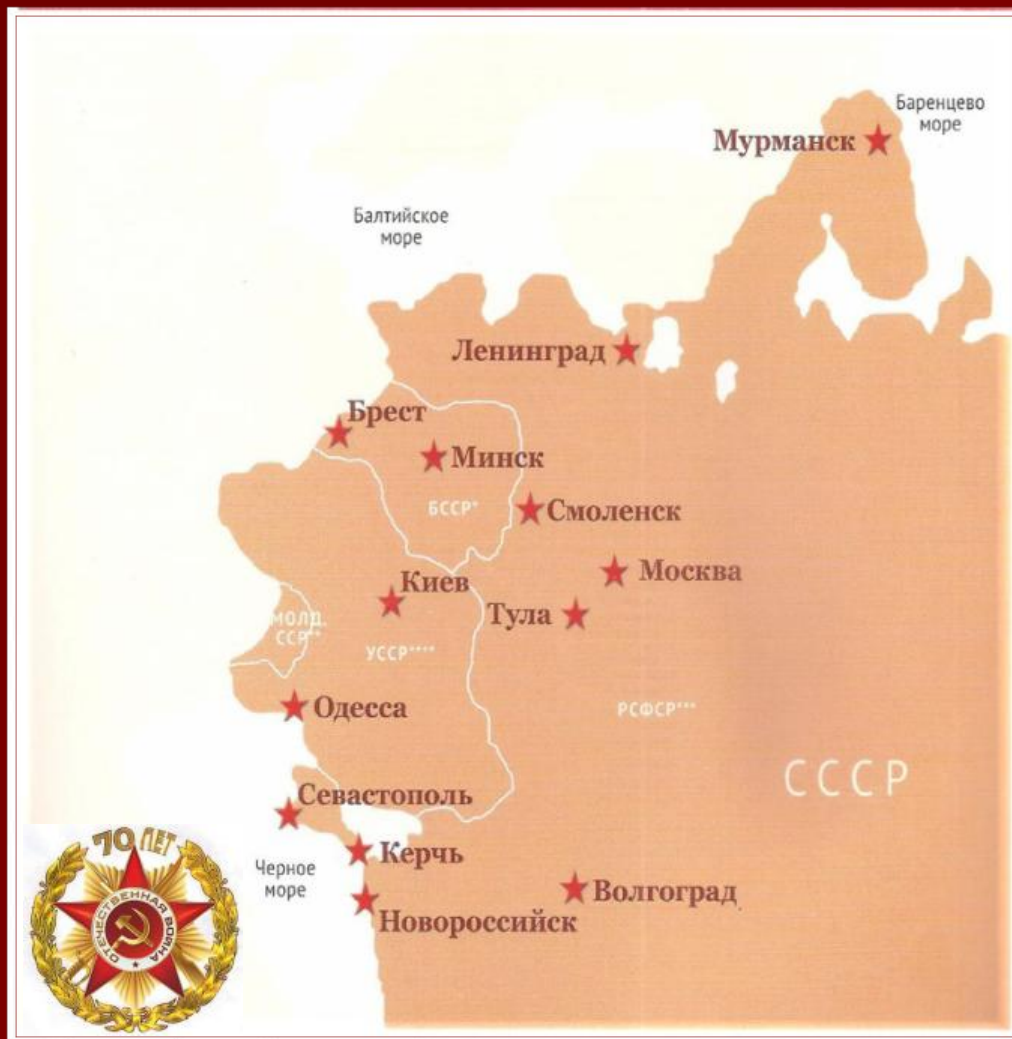 Баренцево
море
Мурманск
Балтийское
море
Ленинград
Брест
Минск
БССР*
Смоленск
Москва
Киев
Тула
МОЛД.
ССР**
УССР****
РСФСР***
Одесса
СССР
Севастополь
Керчь
Черное
море
Волгоград
Новороссийск
70 ЛЕТ
ОТЕЧЕСТВЕННАЯ ВОЙНА